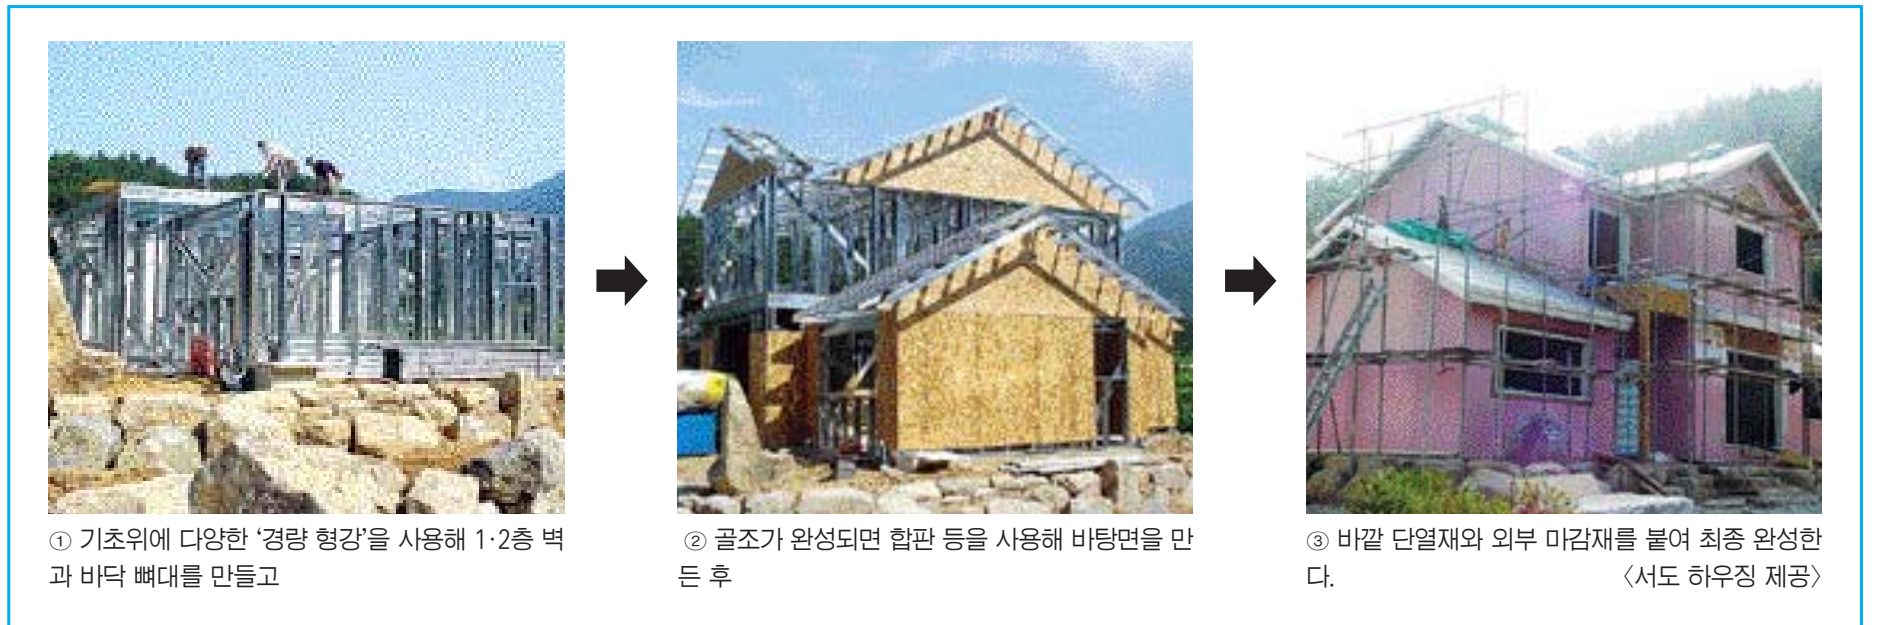 ① 기초위에 다양한 ‘경량 형강’을 사용해 1·2층 벽
과 바닥 뼈대를 만들고
② 골조가 완성되면 합판 등을 사용해 바탕면을 만
든 후
③ 바깥 단열재와 외부 마감재를 붙여 최종 완성한
다. 〈서도 하우징 제공〉